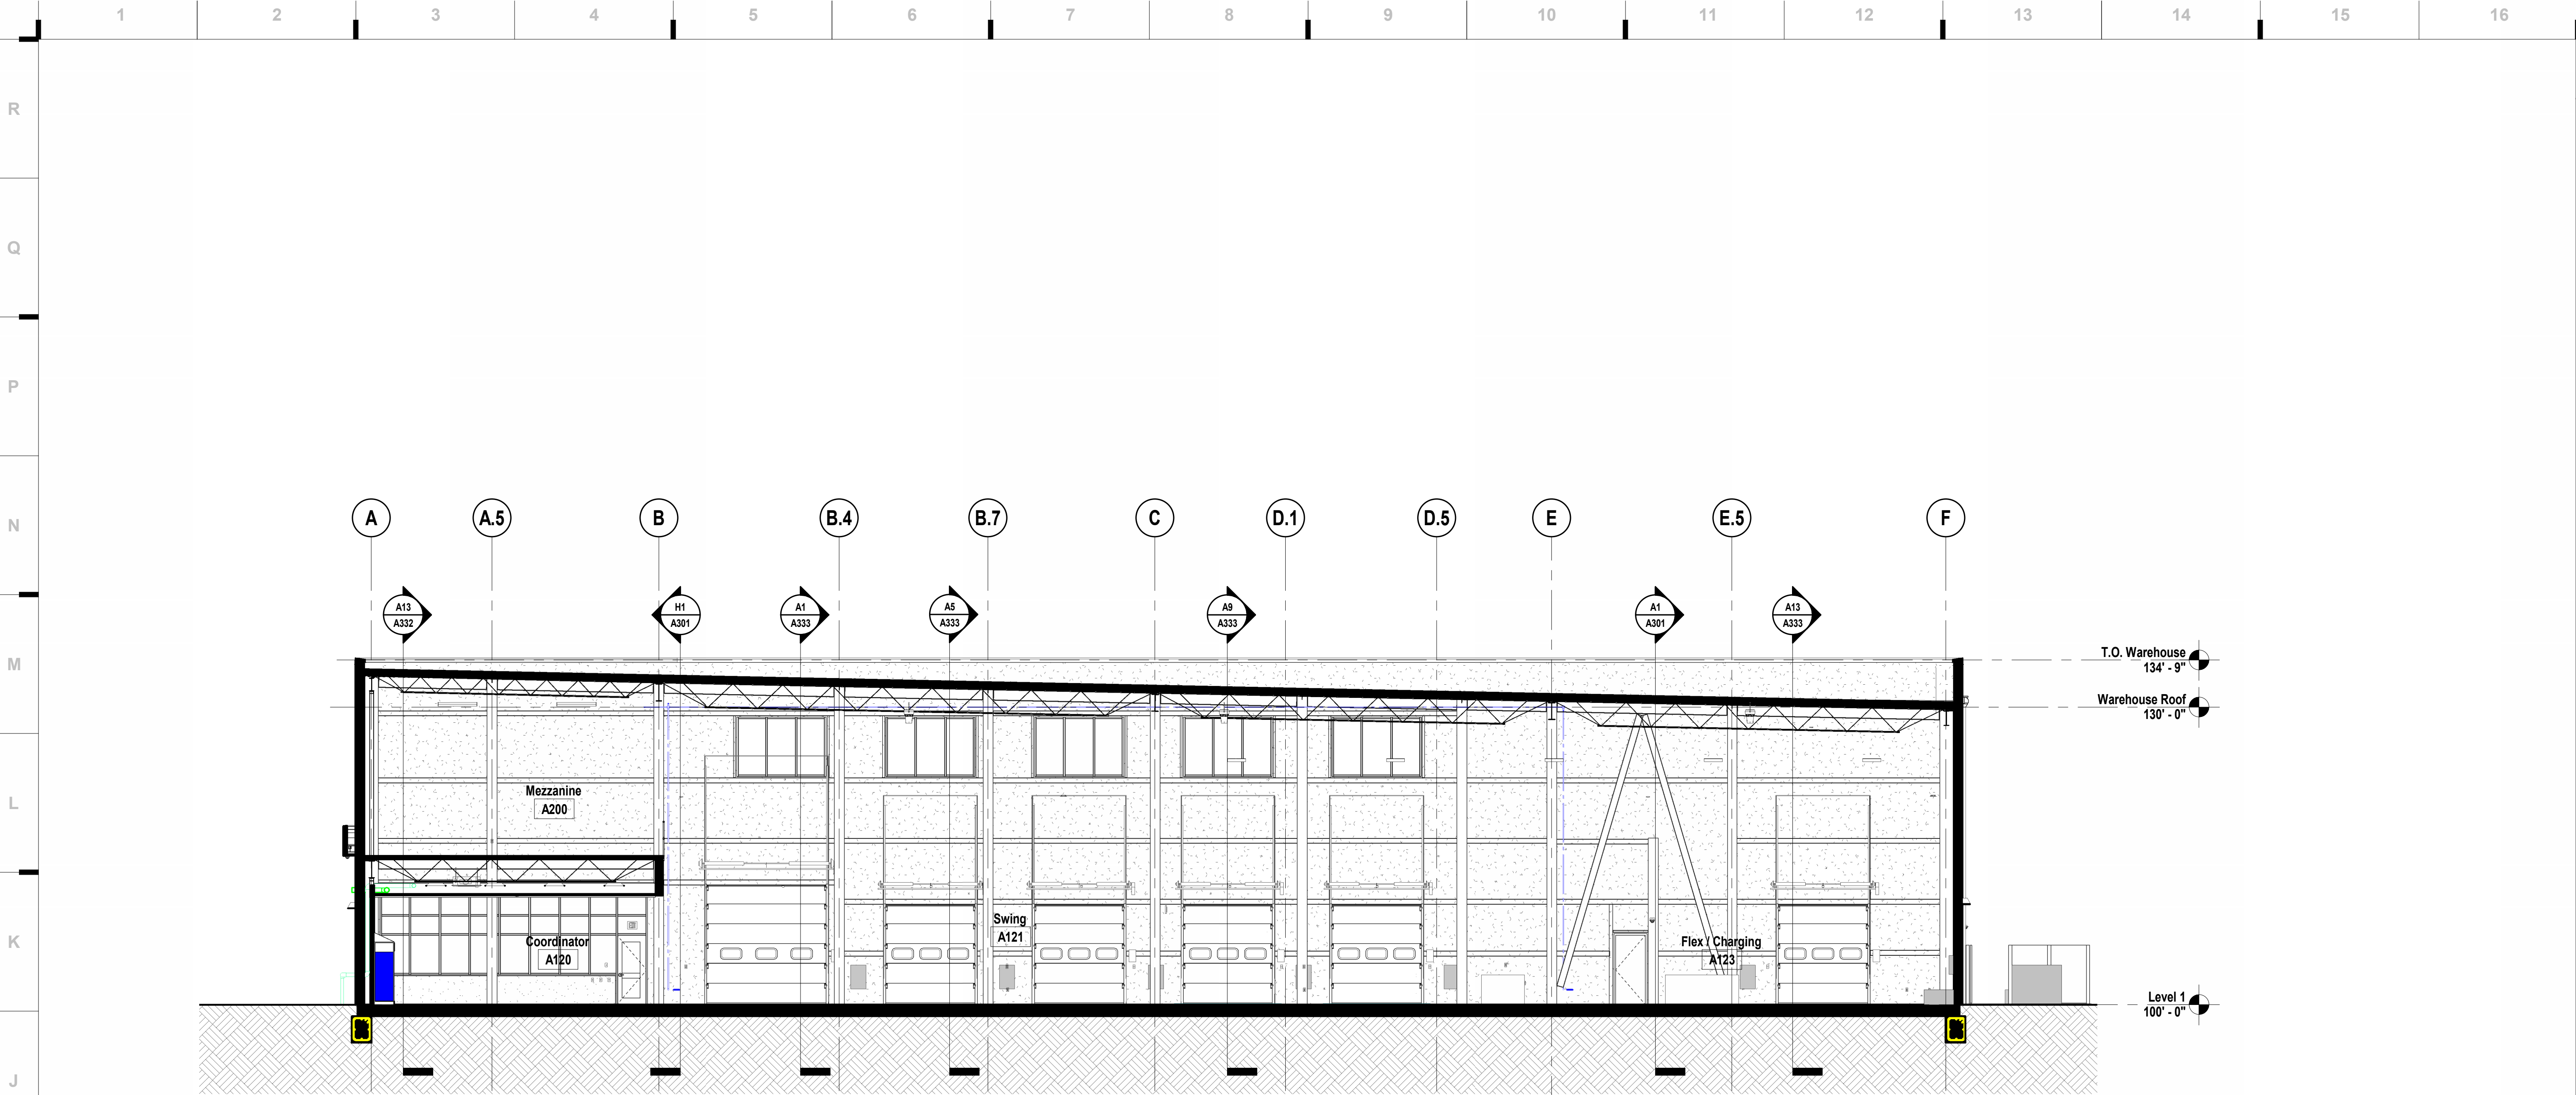 1 2 3 4 5 6 7 8 9 10 11 12 13 14 15 16
R
Q
P
N
M
L
K
J
A A.5 B B.4 B.7 C D.1 D.5 E E.5 F
A13 H1 A1 A5 A9 A1 A13
A332 A301 A333 A333 A333 A301 A333
T.O. Warehouse
134' - 9"
Warehouse Roof
130' - 0"
Mezzanine
A200
Swing
A121
Coordinator
A120
Flex / Charging
A123
Level 1
100' - 0"